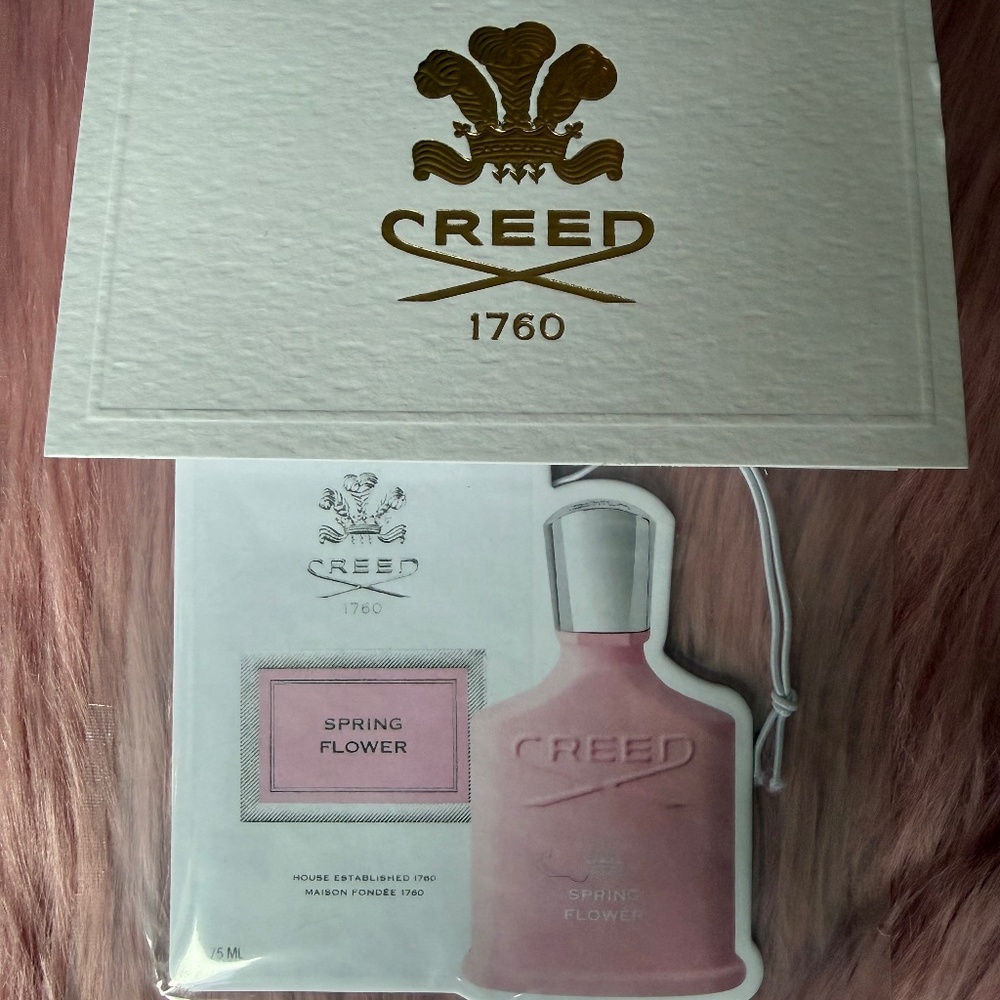 CREED
1760
CREED
1760
SPRING
FLOWER
HOUSE ESTABLISHED 1760
MAISON FONDÉE 1760
75 ML
CREED
SPRING
FLOWER